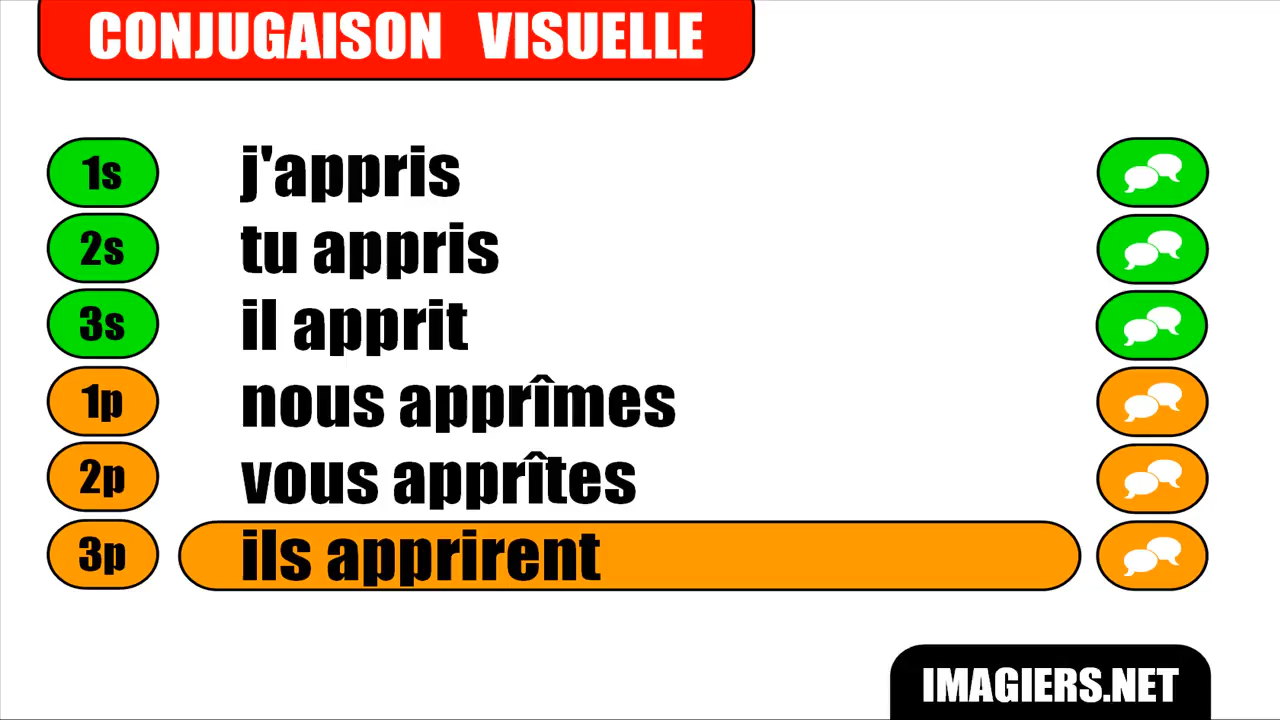 CONJUGAISON VISUELLE
1s j'appris
2s tu appris
3s il apprit
1p nous apprîmes
2p vous apprîtes
3p ils apprirent
IMAGIERS.NET